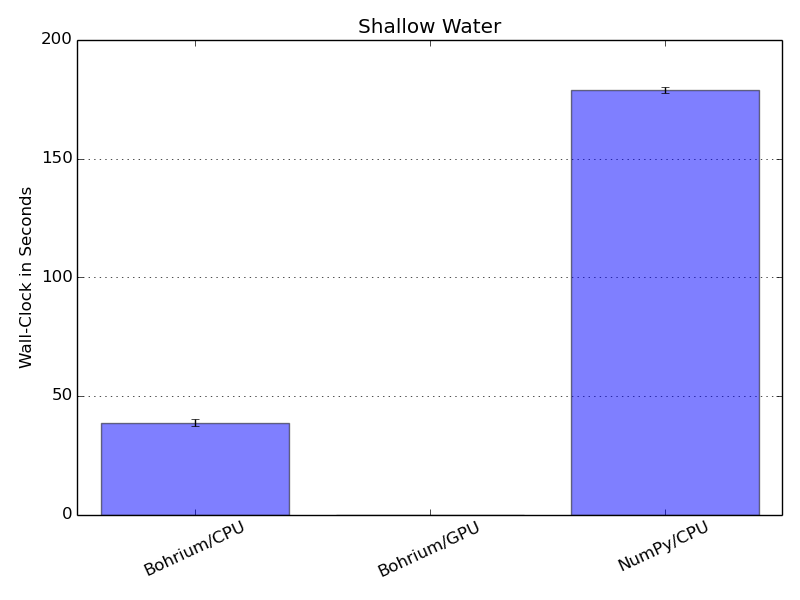 Shallow Water
Wall-Clock in Seconds
200
150
100
50
0
Bohrium/CPU
Bohrium/GPU
NumPy/CPU